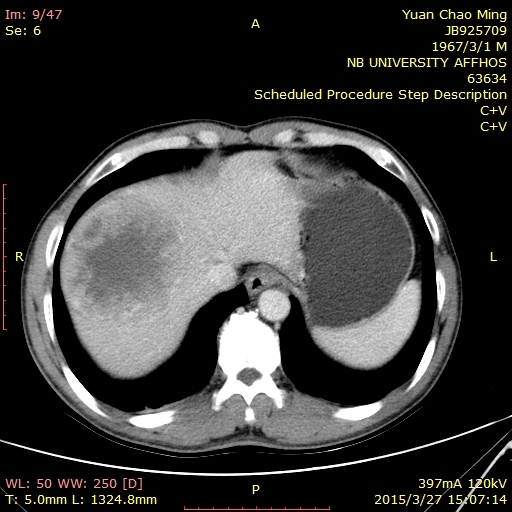 Im: 9/47
Se: 6
A
Yuan Chao Ming
JB925709
1967/3/1 M
NB UNIVERSITY AFFHOS
63634
Scheduled Procedure Step Description
C+V
C+V
R
L
WL: 50 WW: 250 [D]
T: 5.0mm L: 1324.8mm
P
397mA 120kV
2015/3/27 15:07:14